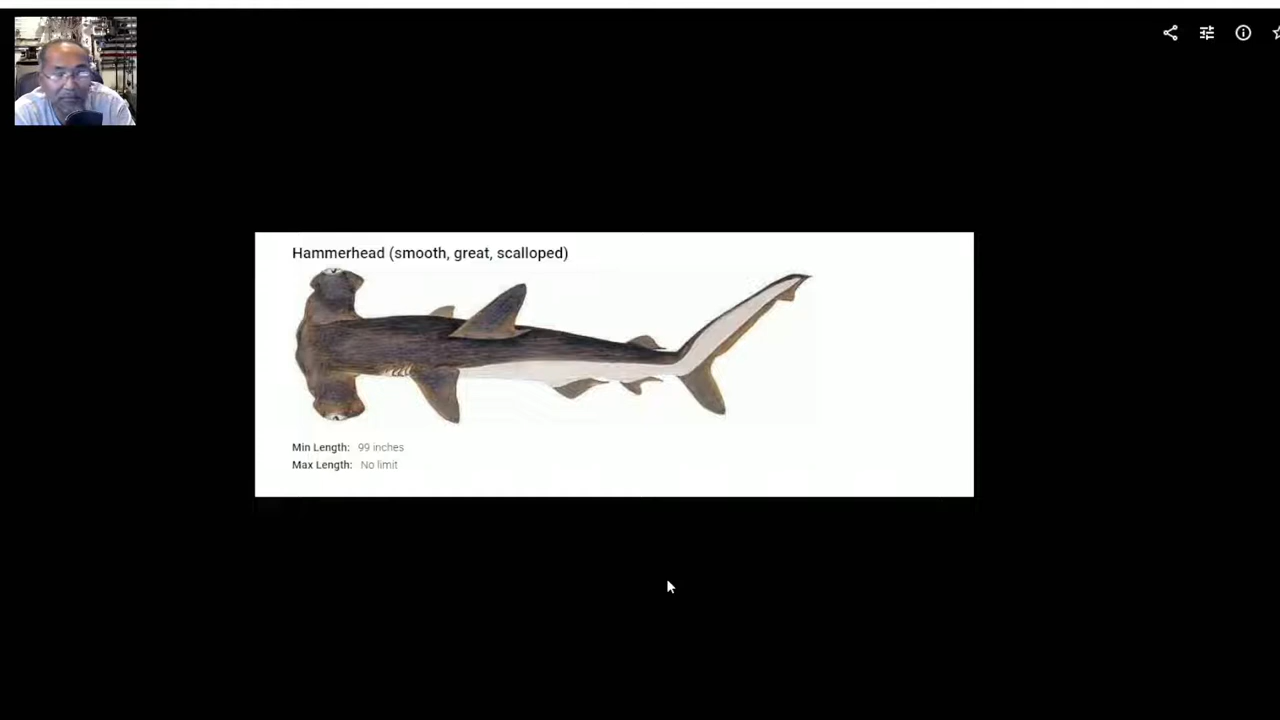 Hammerhead (smooth, great, scalloped)
Min Length: 99 inches
Max Length: No limit